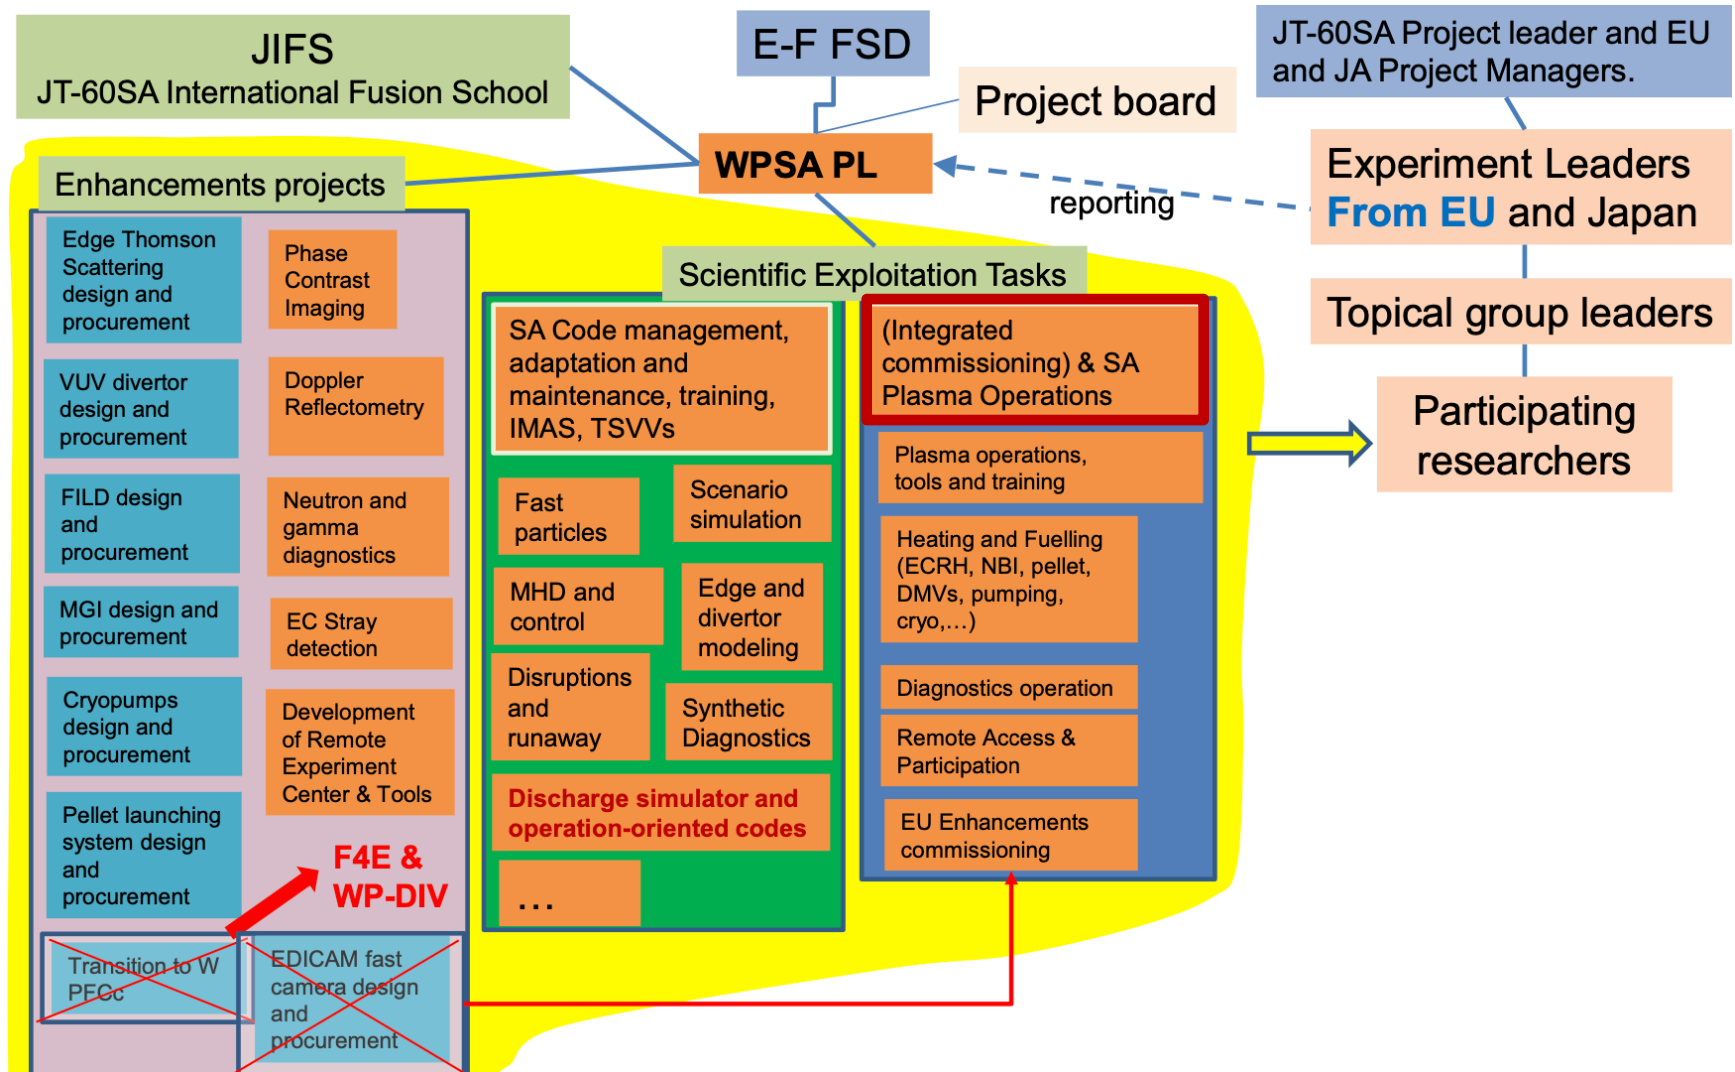 JIFS
JT-60SA International Fusion School
E-F FSD
Project board
JT-60SA Project leader and EU
and JA Project Managers.
WPSA PL
reporting
Experiment Leaders
From EU and Japan
Topical group leaders
Participating
researchers
Enhancements projects
Edge Thomson
Scattering
design and
procurement
VUV divertor
design and
procurement
FILD design
and
procurement
MGI design and
procurement
Cryopumps
design and
procurement
Pellet launching
system design
and
procurement
Phase
Contrast
Imaging
Doppler
Reflectometry
Neutron and
gamma
diagnostics
EC Stray
detection
Development
of Remote
Experiment
Center & Tools
F4E &
WP-DIV
Transition to W
PFCc
EDICAM fast
camera design
and
procurement
Scientific Exploitation Tasks
SA Code management,
adaptation and
maintenance, training,
IMAS, TSVVs
Fast
particles
Scenario
simulation
MHD and
control
Edge and
divertor
modeling
Disruptions
and
runaway
Synthetic
Diagnostics
Discharge simulator and
operation-oriented codes
...
(Integrated
commissioning) & SA
Plasma Operations
Plasma operations,
tools and training
Heating and Fuelling
(ECRH, NBI, pellet,
DMVs, pumping,
cryo,...)
Diagnostics operation
Remote Access &
Participation
EU Enhancements
commissioning